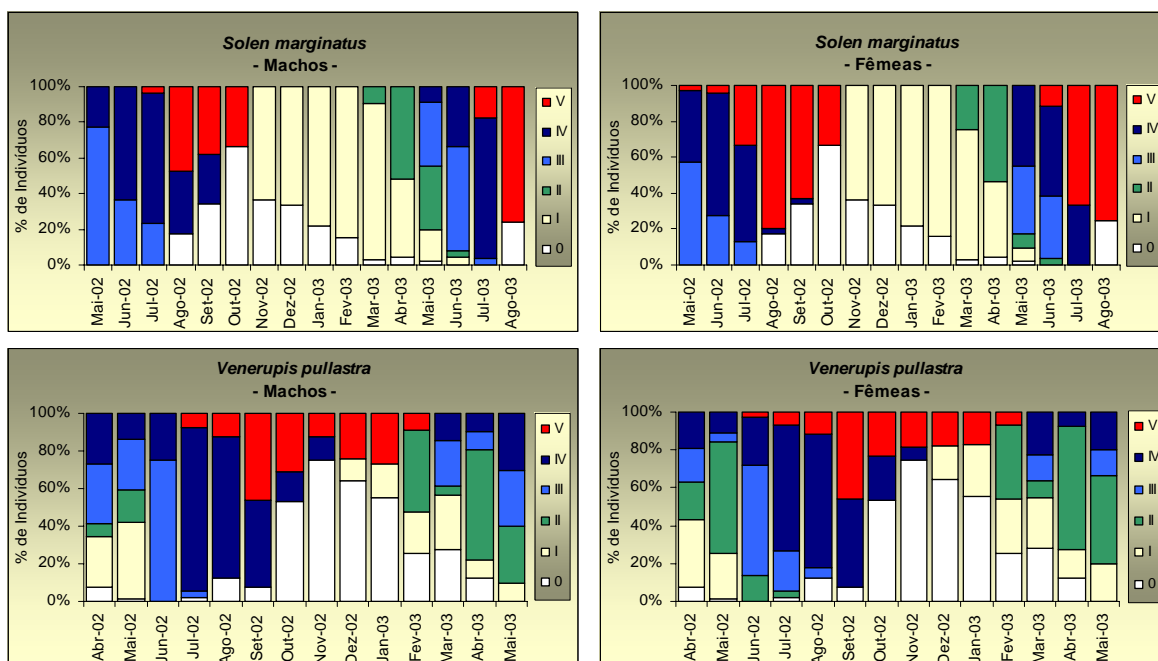 Solen marginatus
- Machos -
% de Indivíduos
100%
80%
60%
40%
20%
0%
Mai-02
Jun-02
Jul-02
Ago-02
Set-02
Out-02
Nov-02
Dez-02
Jan-03
Fev-03
Mar-03
Abr-03
Mai-03
Jun-03
Jul-03
Ago-03
V
IV
III
II
I
0
Solen marginatus
- Fêmeas -
% de Indivíduos
100%
80%
60%
40%
20%
0%
Mai-02
Jun-02
Jul-02
Ago-02
Set-02
Out-02
Nov-02
Dez-02
Jan-03
Fev-03
Mar-03
Abr-03
Mai-03
Jun-03
Jul-03
Ago-03
V
IV
III
II
I
0
Venerupis pullastra
- Machos -
% de Indivíduos
100%
80%
60%
40%
20%
0%
Abr-02
Mai-02
Jun-02
Jul-02
Ago-02
Set-02
Out-02
Nov-02
Dez-02
Jan-03
Fev-03
Mar-03
Abr-03
Mai-03
V
IV
III
II
I
0
Venerupis pullastra
- Fêmeas -
% de Indivíduos
100%
80%
60%
40%
20%
0%
Abr-02
Mai-02
Jun-02
Jul-02
Ago-02
Set-02
Out-02
Nov-02
Dez-02
Jan-03
Fev-03
Mar-03
Abr-03
Mai-03
V
IV
III
II
I
0